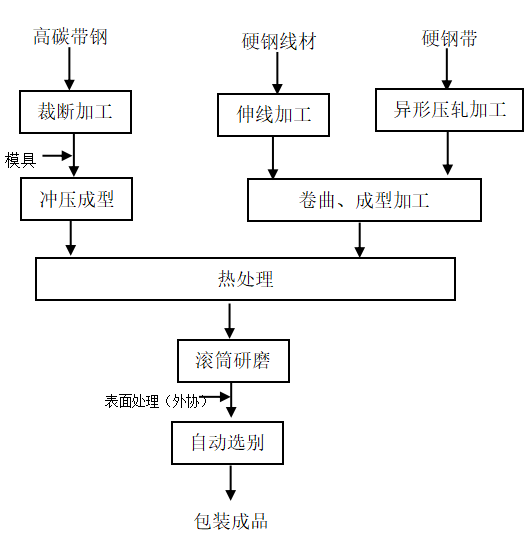 高碳带钢
硬钢线材
硬钢带
裁断加工
伸线加工
异形压轧加工
模具
冲压成型
卷曲、成型加工
热处理
滚筒研磨
表面处理（外协）
自动选别
包装成品